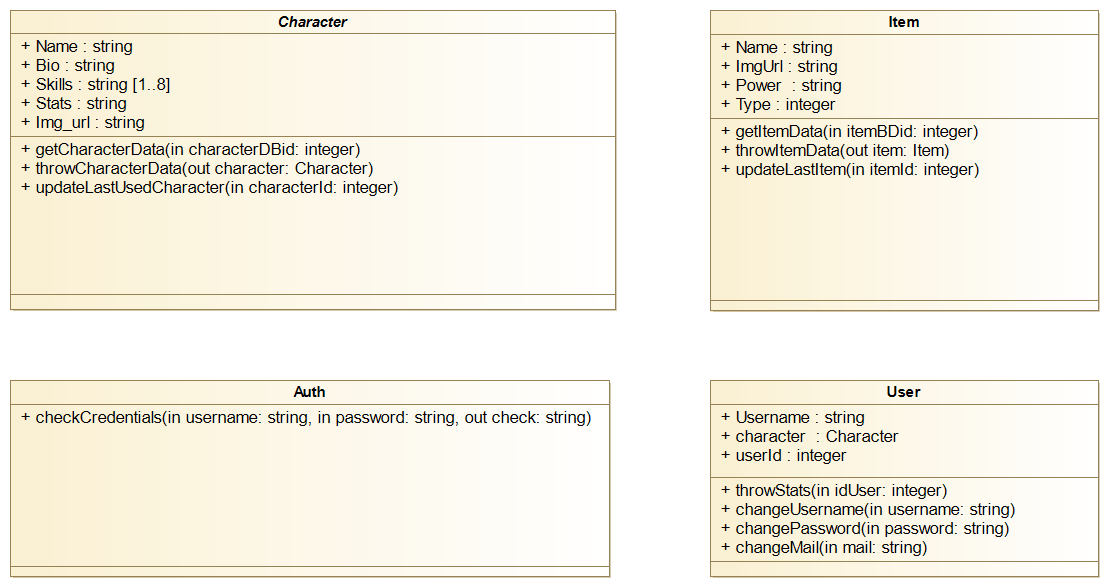 Character
+ Name : string
+ Bio : string
+ Skills : string [1..8]
+ Stats : string
+ Img_url : string
+ getCharacterData(in characterDBid: integer)
+ throwCharacterData(out character: Character)
+ updateLastUsedCharacter(in characterId: integer)
Item
+ Name : string
+ ImgUrl : string
+ Power : string
+ Type : integer
+ getItemData(in itemBDid: integer)
+ throwItemData(out item: Item)
+ updateLastItem(in itemId: integer)
Auth
+ checkCredentials(in username: string, in password: string, out check: string)
User
+ Username : string
+ character : Character
+ userId : integer
+ throwStats(in idUser: integer)
+ changeUsername(in username: string)
+ changePassword(in password: string)
+ changeMail(in mail: string)